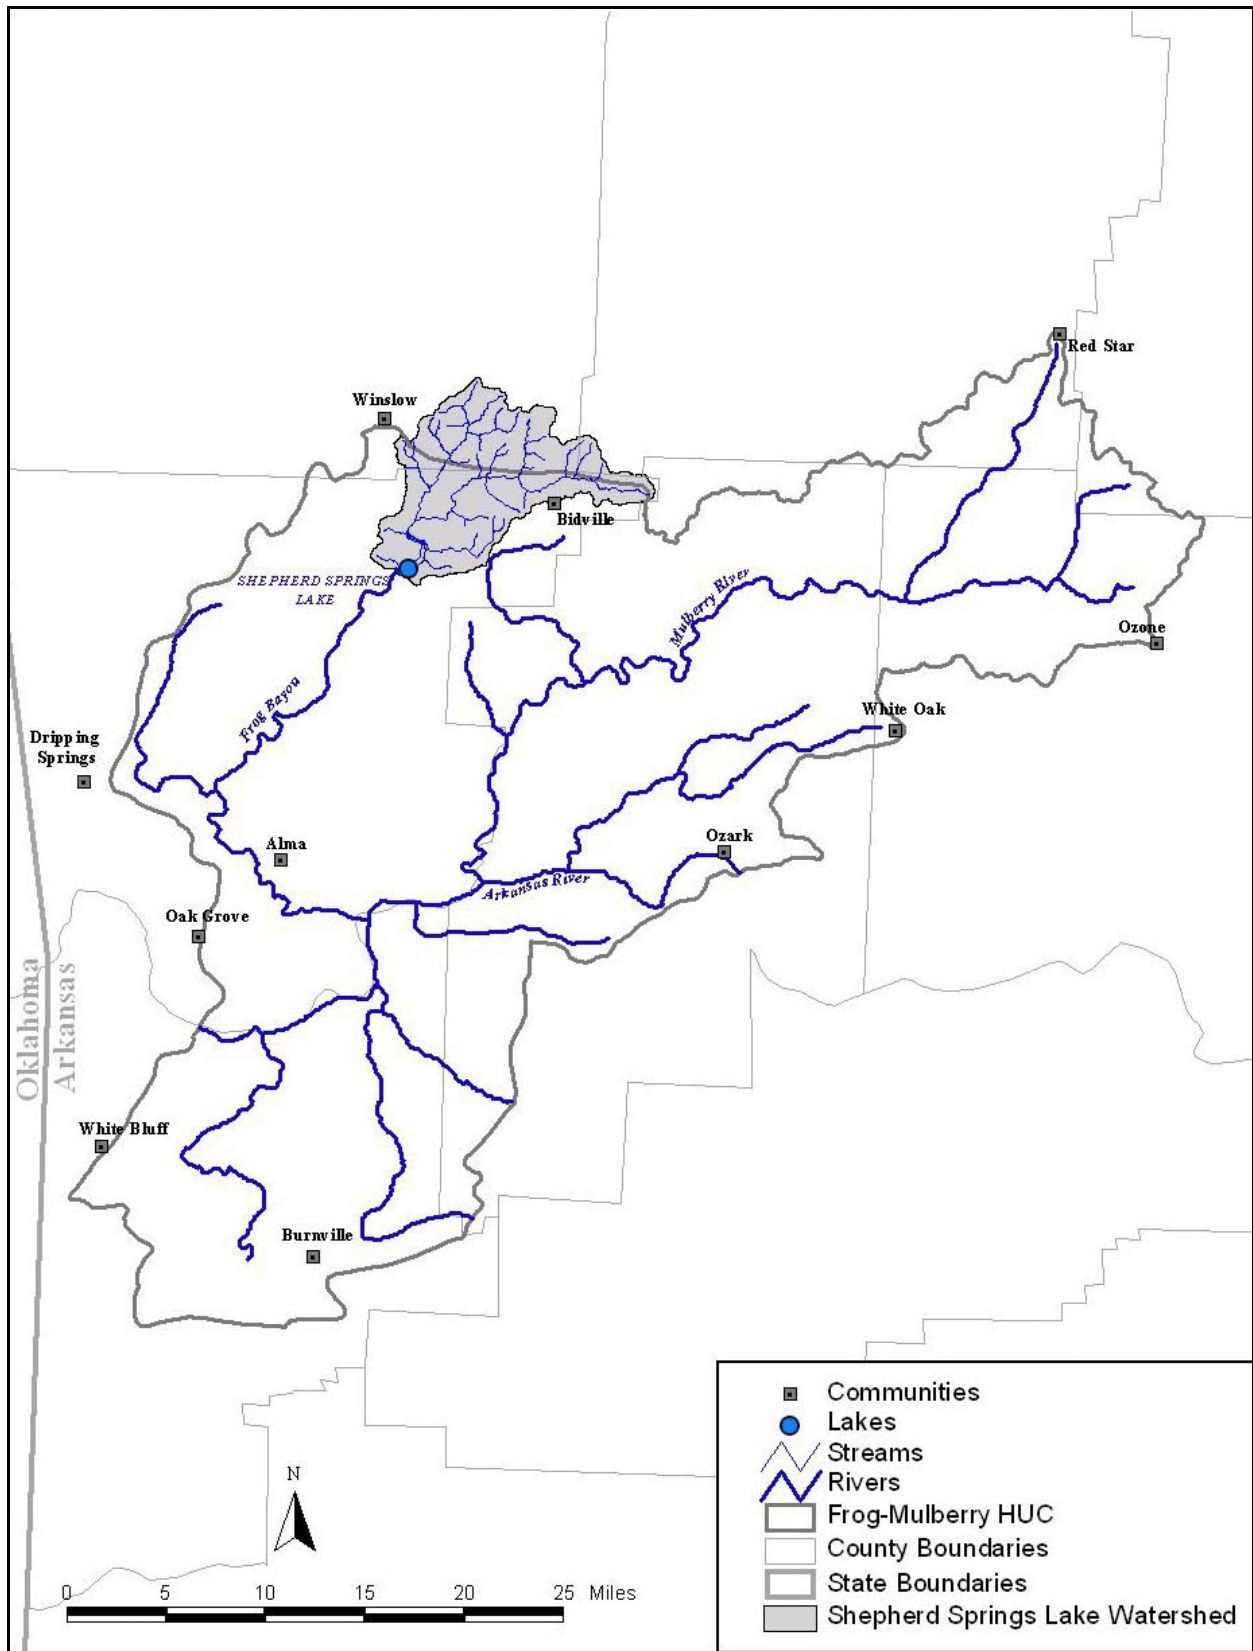 Red Star
Winslow
Bidville
SHEPHERD SPRINGS
LAKE
Mulberry River
Ozone
Frog Bayou
White Oak
Dripping
Springs
Ozark
Alma
Arkansas River
Oak Grove
Oklahoma
Arkansas
White Bluff
Burnville
N
0 5 10 15 20 25 Miles
Communities
Lakes
Streams
Rivers
Frog-Mulberry HUC
County Boundaries
State Boundaries
Shepherd Springs Lake Watershed